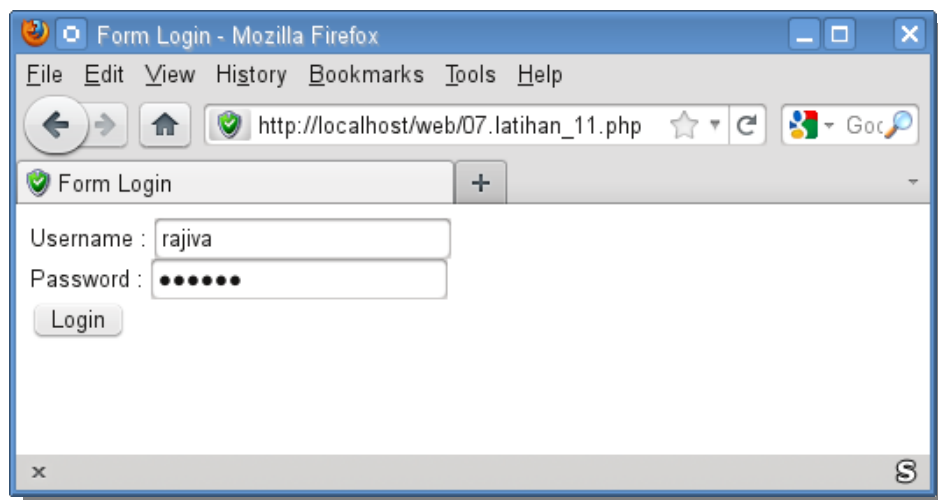 Form Login - Mozilla Firefox
File Edit View History Bookmarks Tools Help
http://localhost/web/07.latihan_11.php Goo
Form Login
Username : rajiva
Password : ●●●●●●
Login
S